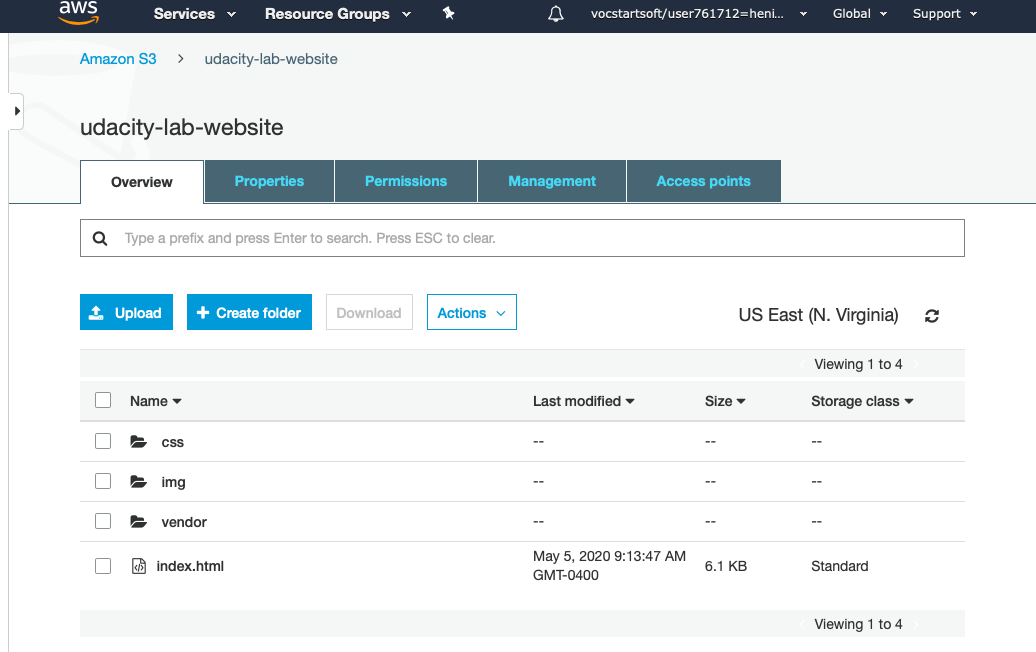 aws Services Resource Groups vocstartsoft/user761712=heni... Global Support
Amazon S3 > udacity-lab-website
udacity-lab-website
Overview Properties Permissions Management Access points
Type a prefix and press Enter to search. Press ESC to clear.
Upload + Create folder Download Actions US East (N. Virginia)
Viewing 1 to 4
Name Last modified Size Storage class
css -- -- --
img -- -- --
vendor -- -- --
index.html May 5, 2020 9:13:47 AM GMT-0400 6.1 KB Standard
Viewing 1 to 4